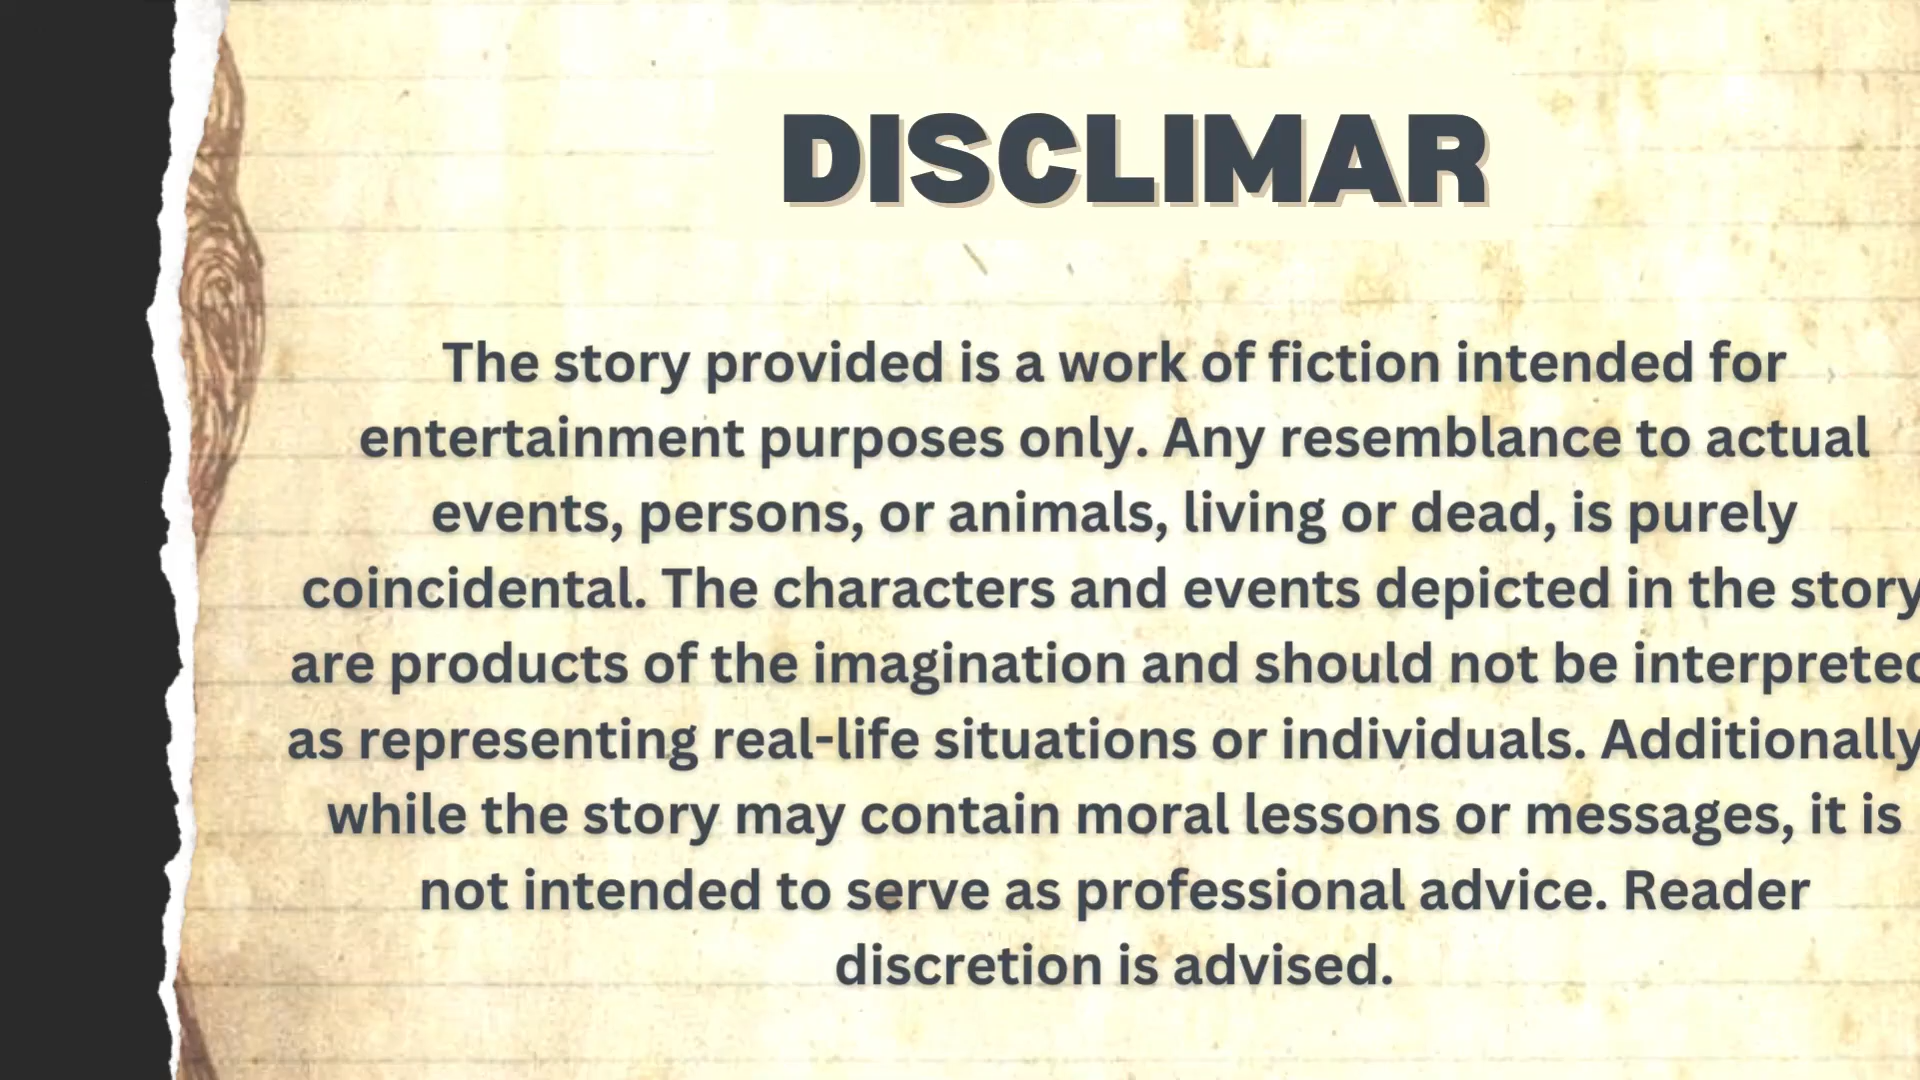 DISCLIMAR
The story provided is a work of fiction intended for
entertainment purposes only. Any resemblance to actual
events, persons, or animals, living or dead, is purely
coincidental. The characters and events depicted in the story
are products of the imagination and should not be interpreted
as representing real-life situations or individuals. Additionally
while the story may contain moral lessons or messages, it is
not intended to serve as professional advice. Reader
discretion is advised.